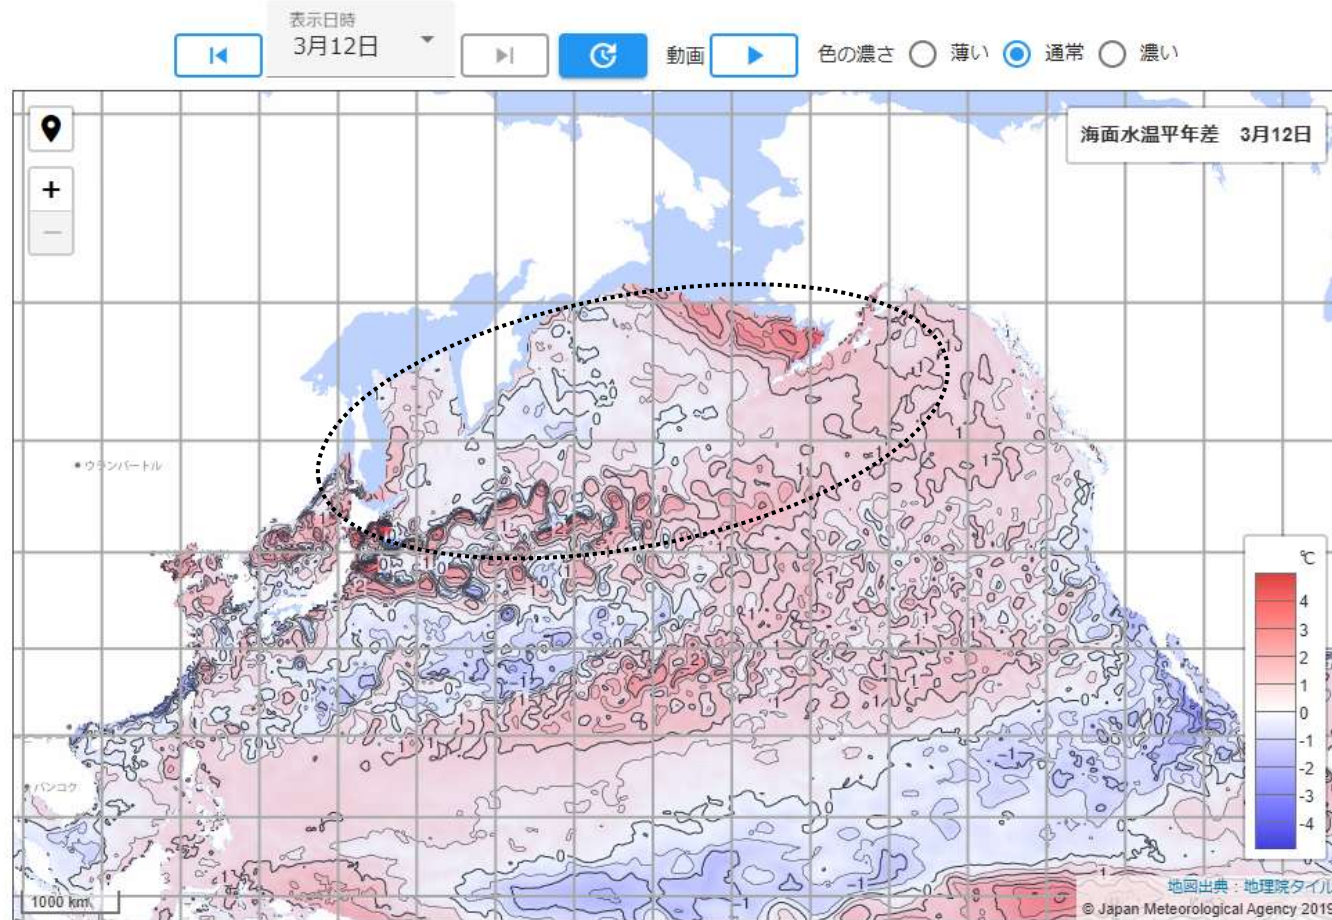 表示日時
3月12日
動画
色の濃さ
薄い
通常
濃い
海面水温平年差 3月12日
+
−
ウランバートル
バンコク
℃
4
3
2
1
0
-1
-2
-3
-4
1000 km
地図出典：地理院タイル
© Japan Meteorological Agency 2019